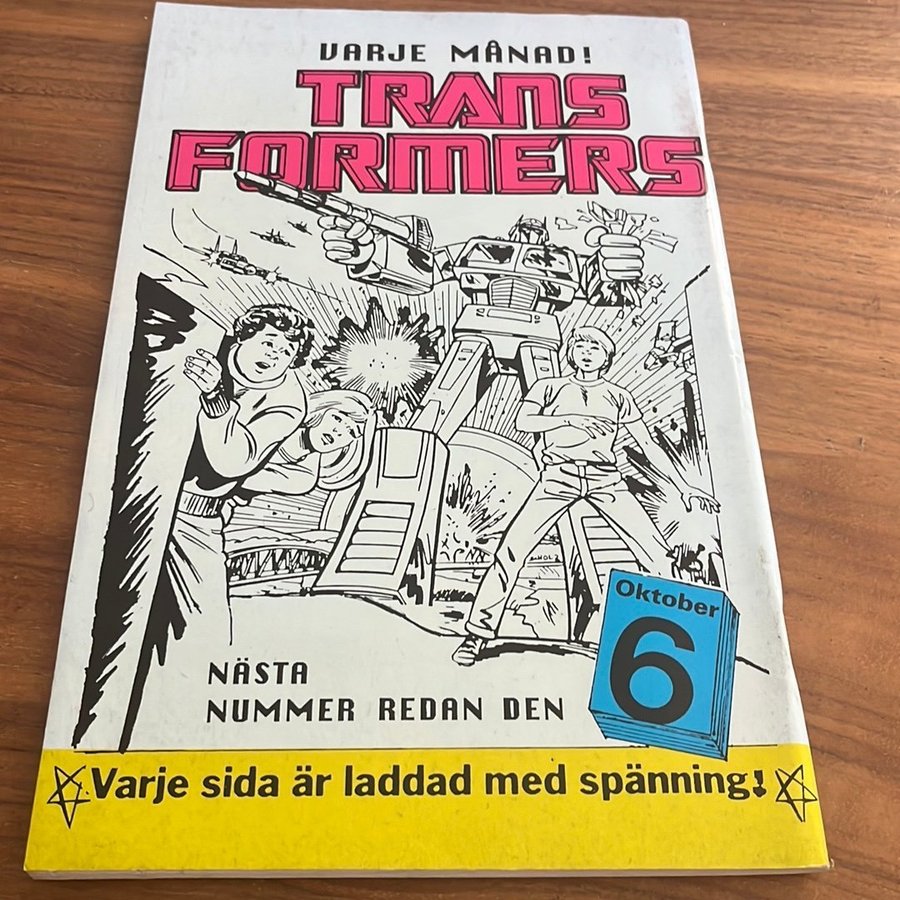 VARJE MÅNAD!
TRANS
FORMERS
Oktober
6
NÄSTA
NUMMER REDAN DEN
Varje sida är laddad med spänning!